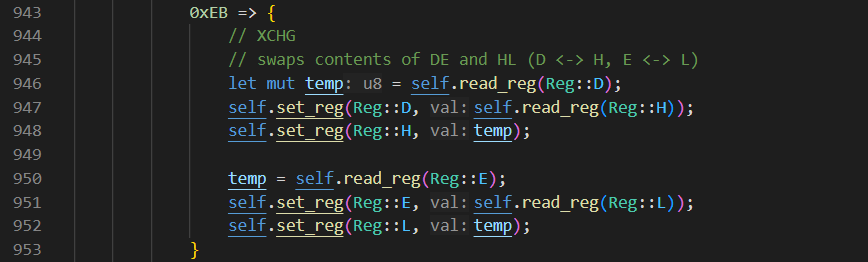 943 0xEB => {
944 // XCHG
945 // swaps contents of DE and HL (D <-> H, E <-> L)
946 let mut temp: u8 = self.read_reg(Reg::D);
947 self.set_reg(Reg::D, val: self.read_reg(Reg::H));
948 self.set_reg(Reg::H, val: temp);
949
950 temp = self.read_reg(Reg::E);
951 self.set_reg(Reg::E, val: self.read_reg(Reg::L));
952 self.set_reg(Reg::L, val: temp);
953 }